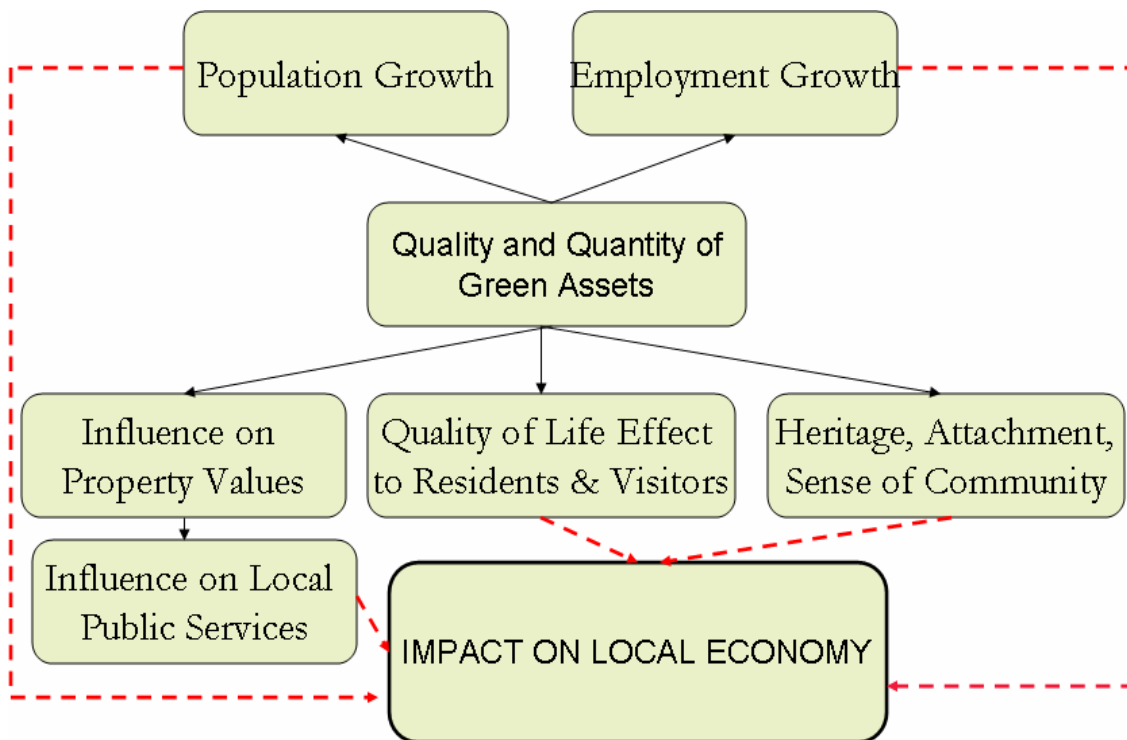 Population Growth
Employment Growth
Quality and Quantity of
Green Assets
Influence on
Property Values
Quality of Life Effect
to Residents & Visitors
Heritage, Attachment,
Sense of Community
Influence on Local
Public Services
IMPACT ON LOCAL ECONOMY